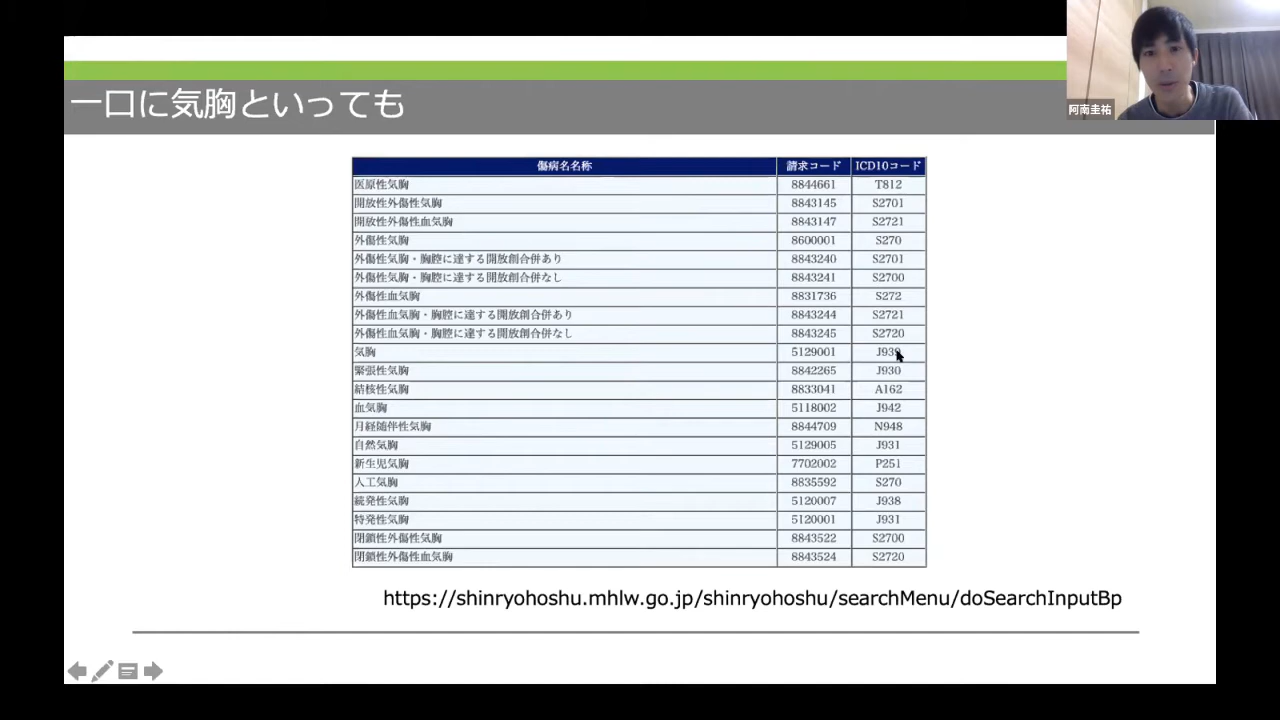 一口に気胸といっても
阿南圭祐
傷病名名称 請求コード ICD10コード
医原性気胸 8844661 T812
開放性外傷性気胸 8843145 S2701
開放性外傷性血気胸 8843147 S2721
外傷性気胸 8600001 S270
外傷性気胸・胸腔に達する開放創合併あり 8843240 S2701
外傷性気胸・胸腔に達する開放創合併なし 8843241 S2700
外傷性血気胸 8831736 S272
外傷性血気胸・胸腔に達する開放創合併あり 8843244 S2721
外傷性血気胸・胸腔に達する開放創合併なし 8843245 S2720
気胸 5129001 J939
緊張性気胸 8842265 J930
結核性気胸 8833041 A162
血気胸 5118002 J942
月経随伴性気胸 8844709 N948
自然気胸 5129005 J931
新生児気胸 7702002 P251
人工気胸 8835592 S270
続発性気胸 5120007 J938
特発性気胸 5120001 J931
閉鎖性外傷性気胸 8843522 S2700
閉鎖性外傷性血気胸 8843524 S2720
https://shinryohoshu.mhlw.go.jp/shinryohoshu/searchMenu/doSearchInputBp